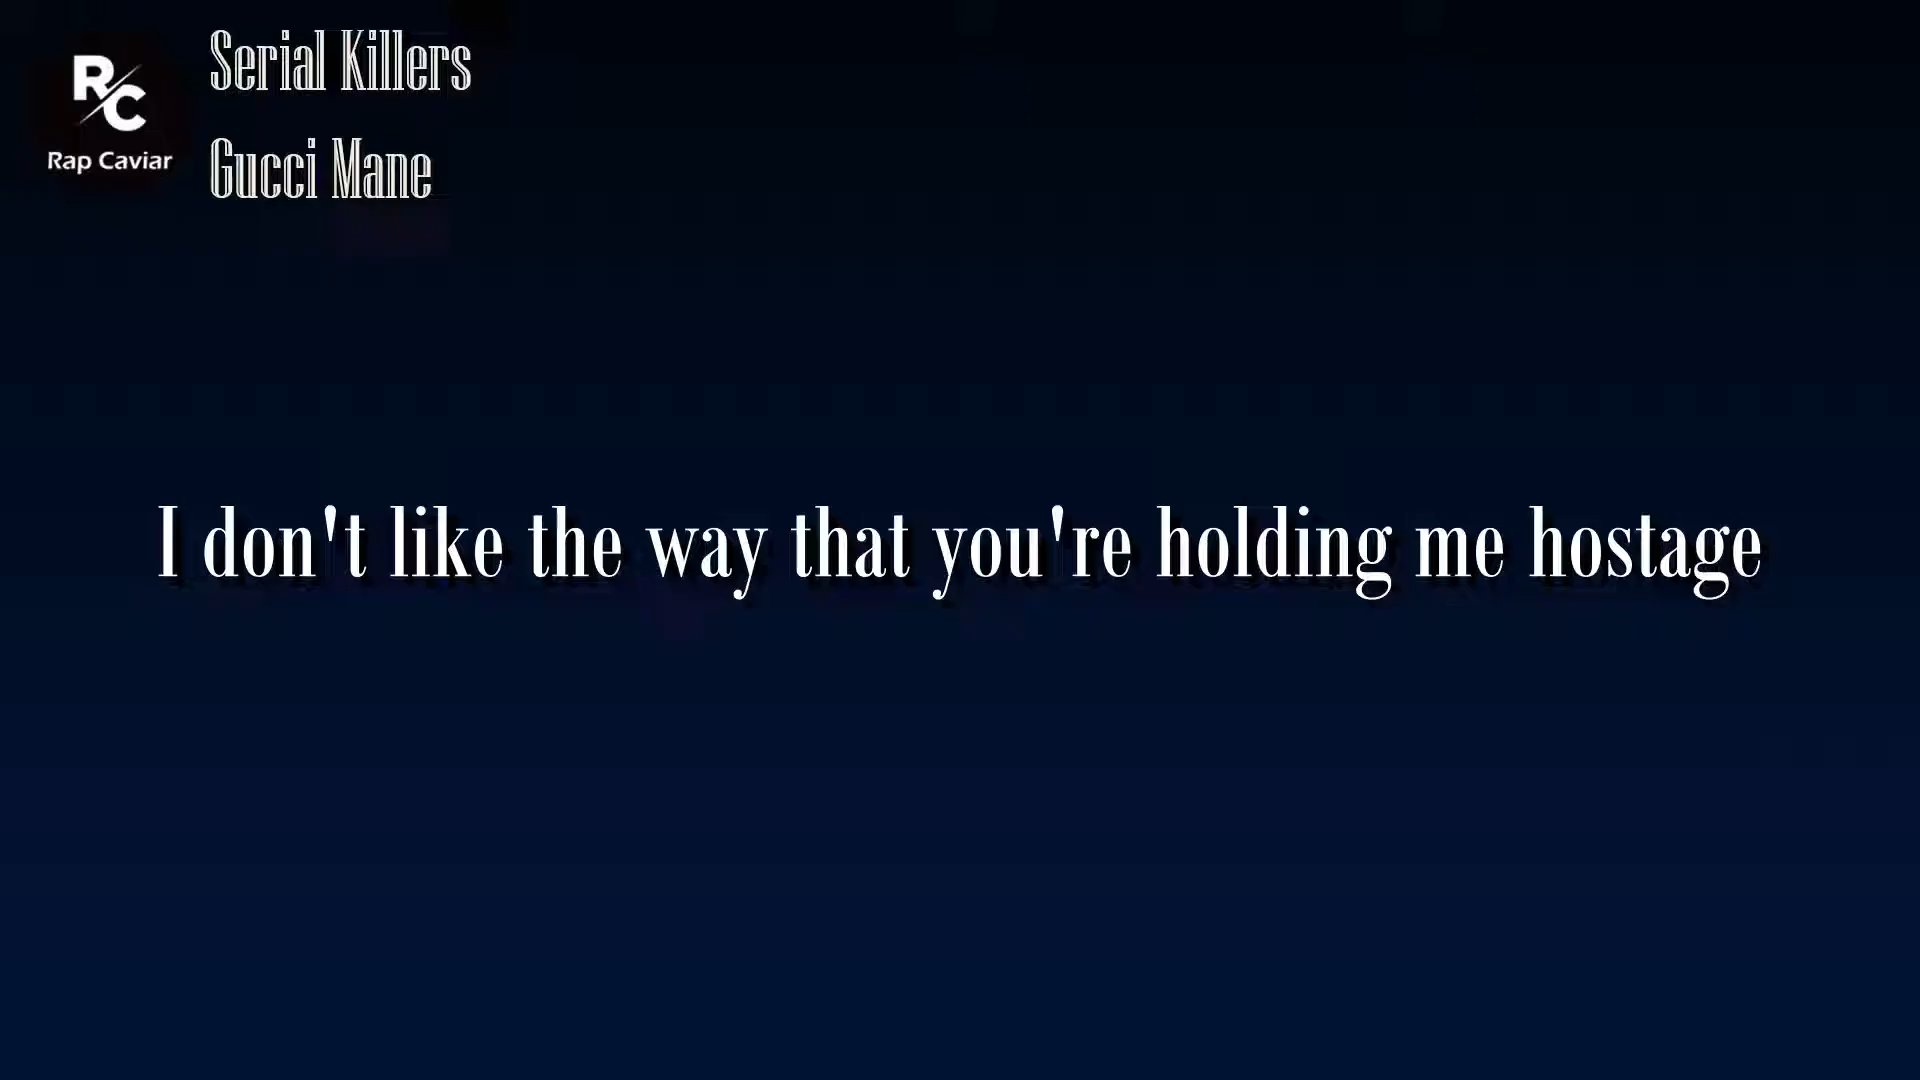 Serial Killers
R/C
Rap Caviar
Gucci Mane
I don't like the way that you're holding me hostage